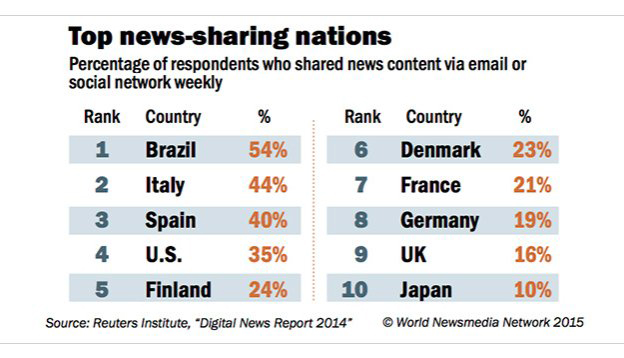 Top news-sharing nations
Percentage of respondents who shared news content via email or
social network weekly
Rank Country %
1 Brazil 54%
2 Italy 44%
3 Spain 40%
4 U.S. 35%
5 Finland 24%
Rank Country %
6 Denmark 23%
7 France 21%
8 Germany 19%
9 UK 16%
10 Japan 10%
Source: Reuters Institute, “Digital News Report 2014” © World Newsmedia Network 2015